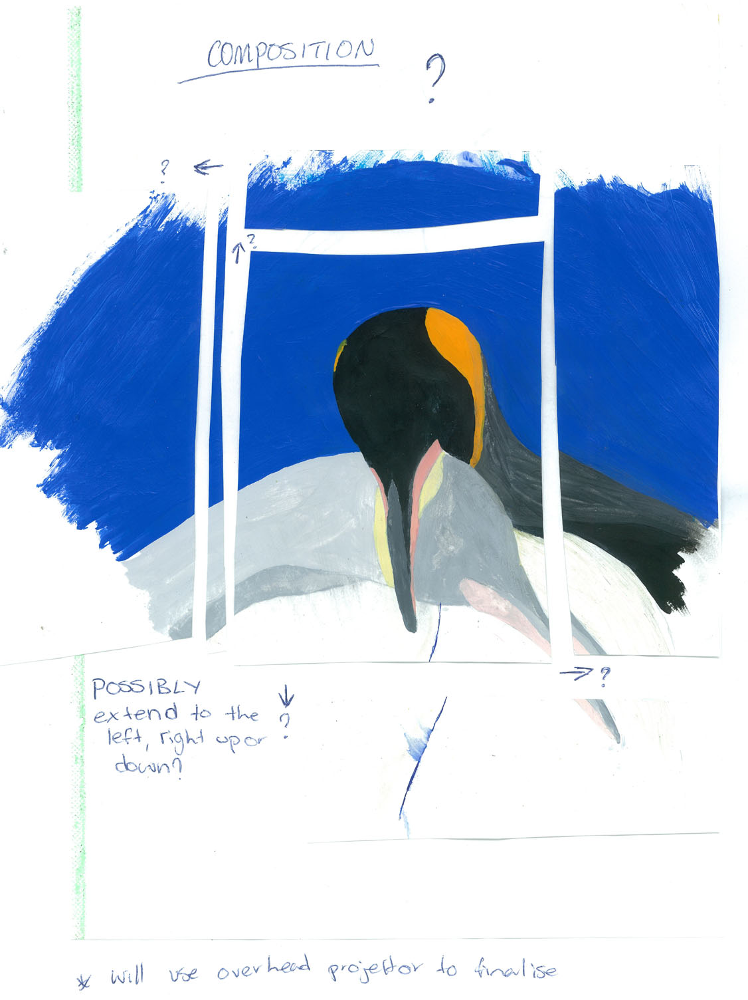 COMPOSITION
?
? ←
↑?
→ ?
POSSIBLY
extend to the
left, right up or
down?
↓
?
* will use overhead projector to finalise